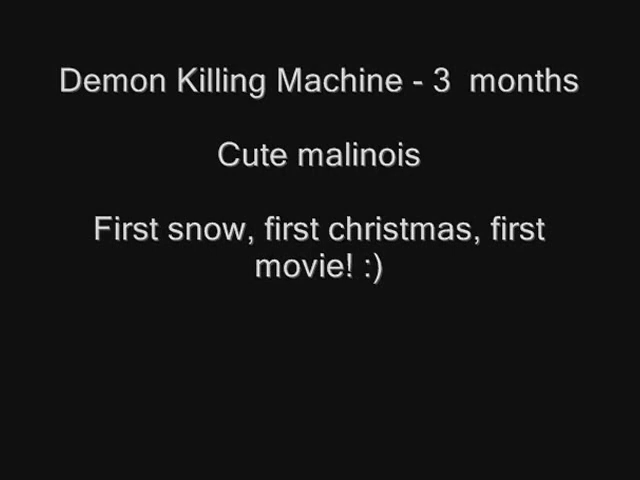 Demon Killing Machine - 3  months
Cute malinois
First snow, first christmas, first
movie! :)